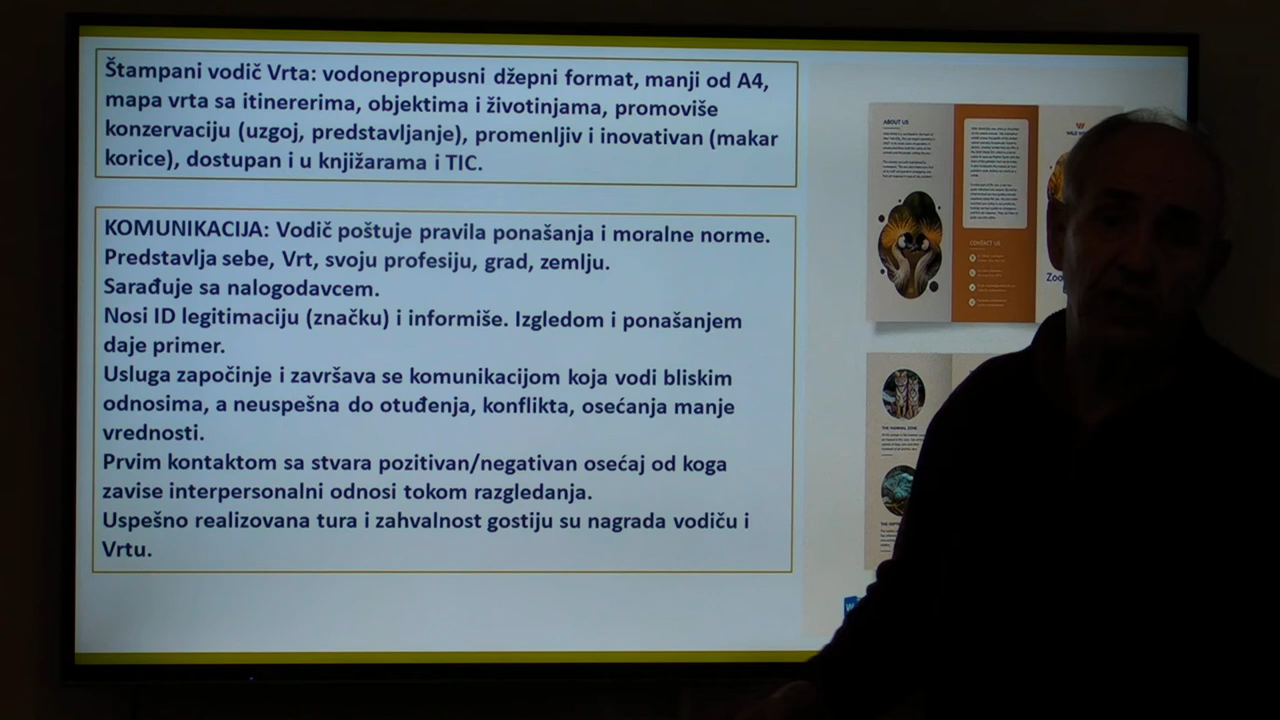 Štampani vodič Vrta: vodonepropusni džepni format, manji od A4,
mapa vrta sa itinererima, objektima i životinjama, promoviše
konzervaciju (uzgoj, predstavljanje), promenljiv i inovativan (makar
korice), dostupan i u knjižarama i TIC.
KOMUNIKACIJA: Vodič poštuje pravila ponašanja i moralne norme.
Predstavlja sebe, Vrt, svoju profesiju, grad, zemlju.
Sarađuje sa nalogodavcem.
Nosi ID legitimaciju (značku) i informiše. Izgledom i ponašanjem
daje primer.
Usluga započinje i završava se komunikacijom koja vodi bliskim
odnosima, a neuspešna do otuđenja, konflikta, osećanja manje
vrednosti.
Prvim kontaktom sa stvara pozitivan/negativan osećaj od koga
zavise interpersonalni odnosi tokom razgledanja.
Uspešno realizovana tura i zahvalnost gostiju su nagrada vodiču i
Vrtu.
ABOUT US
CONTACT US
Zoo
THE MAMMAL ZONE